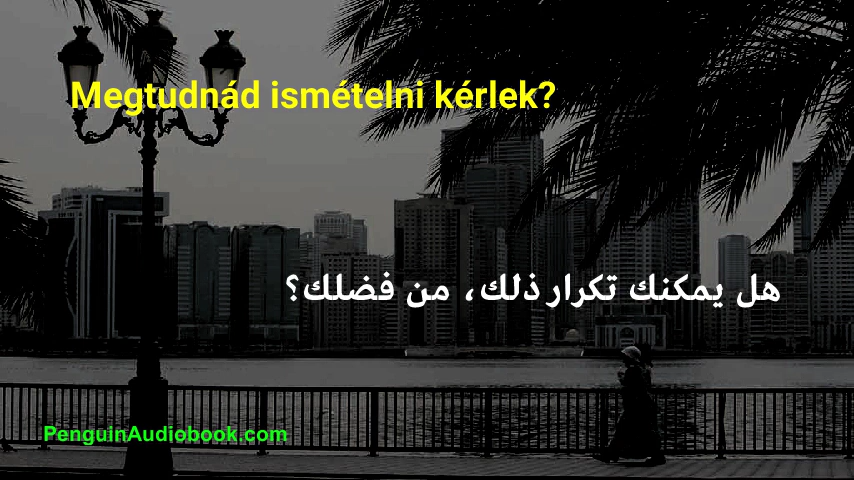 Megtudnád ismételni kérlek?
هل يمكنك تكرار ذلك، من فضلك؟
PenguinAudiobook.com